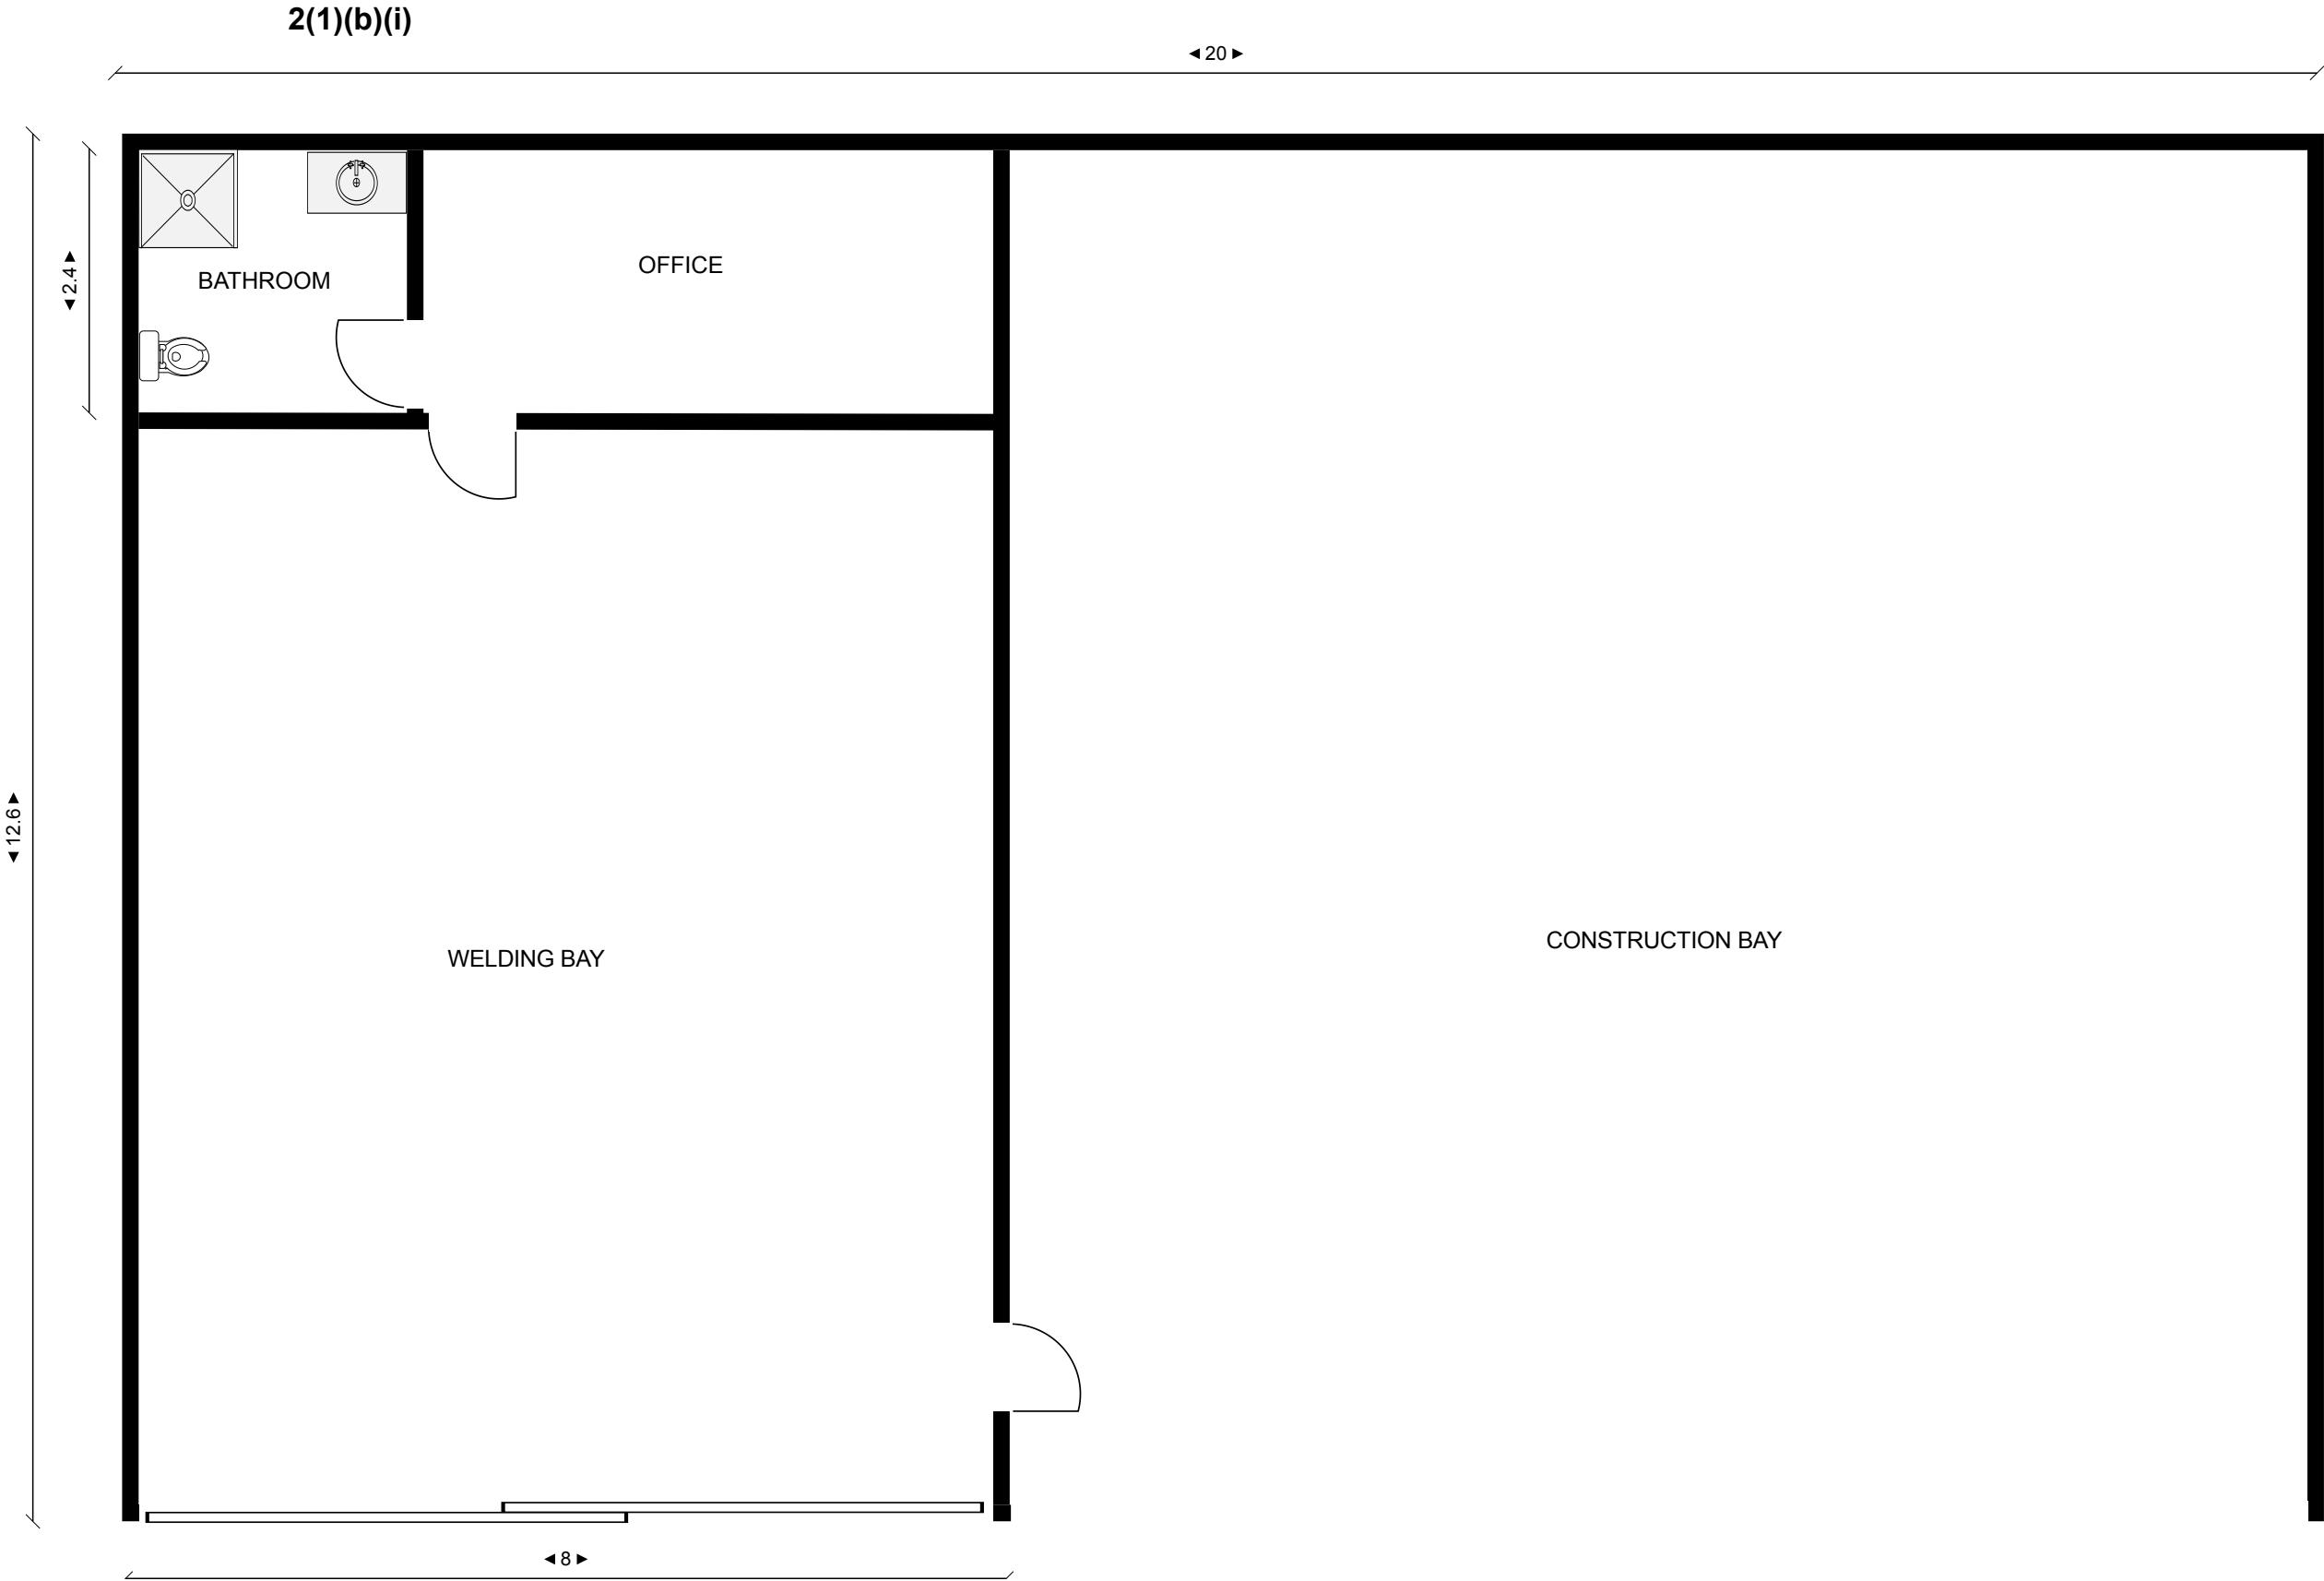 2(1)(b)(i)
20
2.4
BATHROOM
OFFICE
12.6
WELDING BAY
CONSTRUCTION BAY
8